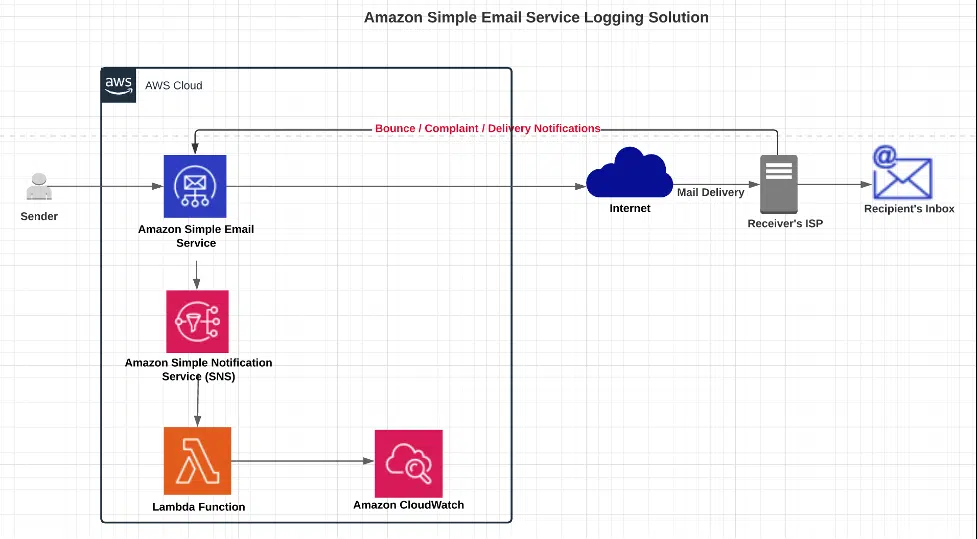 Amazon Simple Email Service Logging Solution
aws
AWS Cloud
Bounce / Complaint / Delivery Notifications
@
Sender
Amazon Simple Email
Service
Internet
Mail Delivery
Receiver's ISP
Recipient's Inbox
Amazon Simple Notification
Service (SNS)
Lambda Function
Amazon CloudWatch